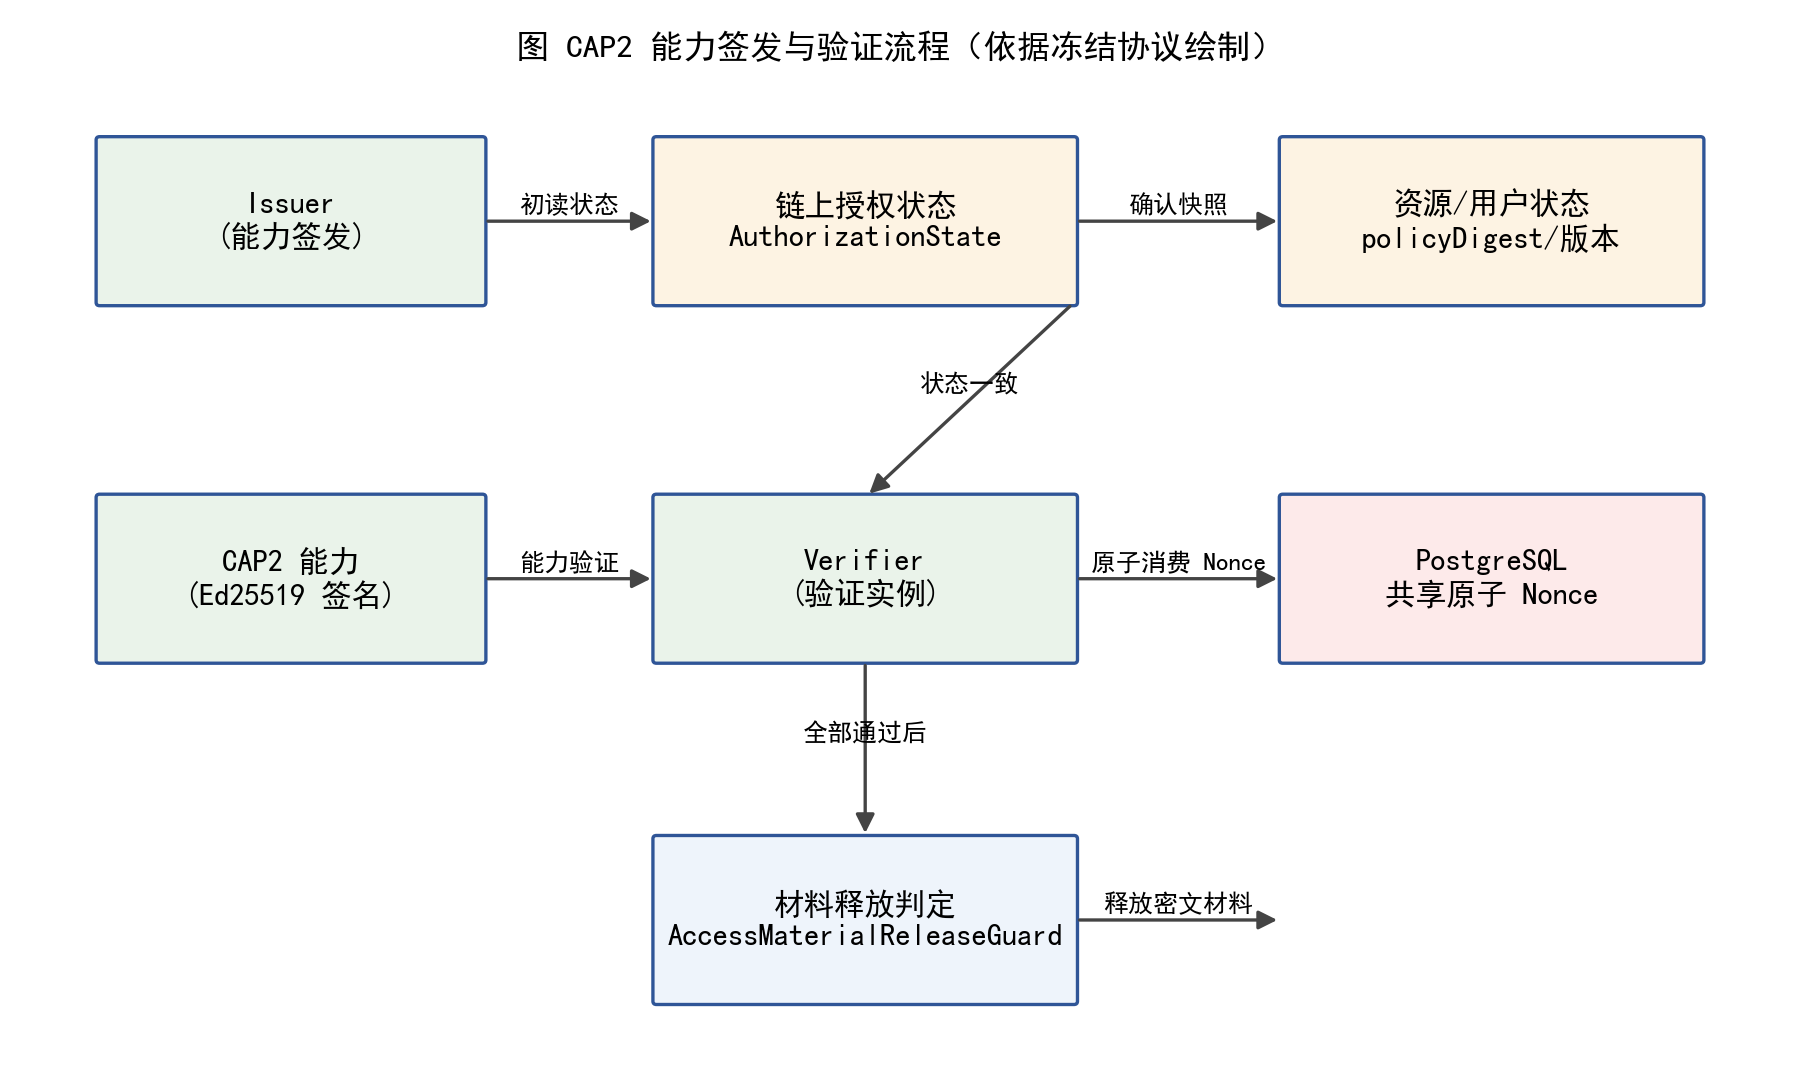 图 CAP2 能力签发与验证流程（依据冻结协议绘制）
Issuer
(能力签发)
初读状态
链上授权状态
AuthorizationState
确认快照
资源/用户状态
policyDigest/版本
状态一致
CAP2 能力
(Ed25519 签名)
能力验证
Verifier
(验证实例)
原子消费 Nonce
PostgreSQL
共享原子 Nonce
全部通过后
材料释放判定
AccessMaterialReleaseGuard
释放密文材料